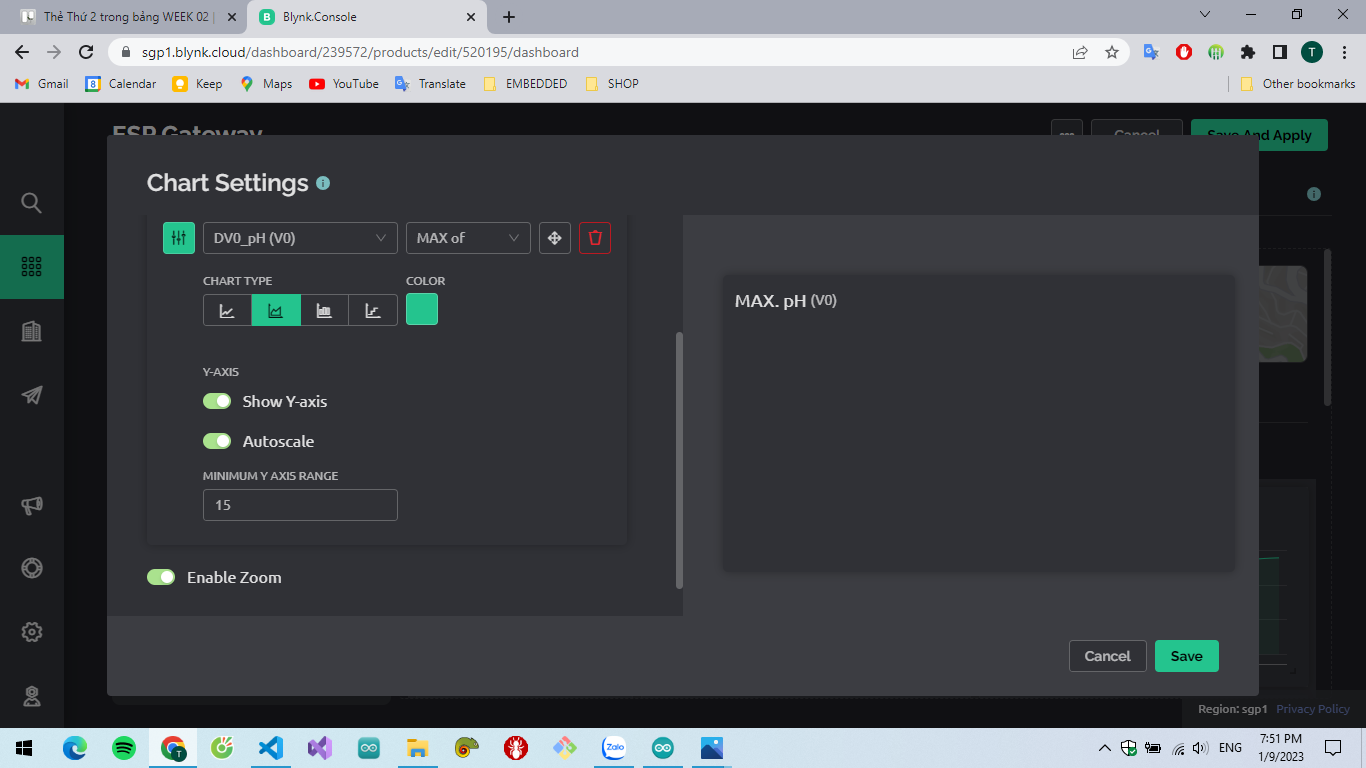 Thẻ Thứ 2 trong bảng WEEK 02 |
Blynk.Console
sgp1.blynk.cloud/dashboard/239572/products/edit/520195/dashboard
T
Gmail
8 Calendar
Keep
Maps
YouTube
Translate
EMBEDDED
SHOP
Other bookmarks
ESP Gateway
Cancel
Save And Apply
Chart Settings
DV0_pH (V0)
MAX of
CHART TYPE
COLOR
Y-AXIS
Show Y-axis
Autoscale
MINIMUM Y AXIS RANGE
15
Enable Zoom
MAX. pH (V0)
Cancel
Save
Region: sgp1 Privacy Policy
T
Zalo
ENG
7:51 PM
1/9/2023